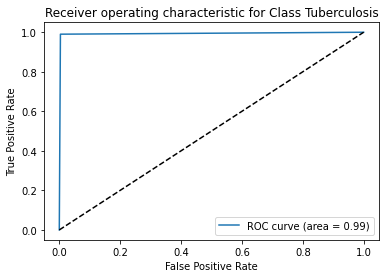 Receiver operating characteristic for Class Tuberculosis
1.0
0.8
0.6
0.4
0.2
0.0
True Positive Rate
ROC curve (area = 0.99)
0.0 0.2 0.4 0.6 0.8 1.0
False Positive Rate